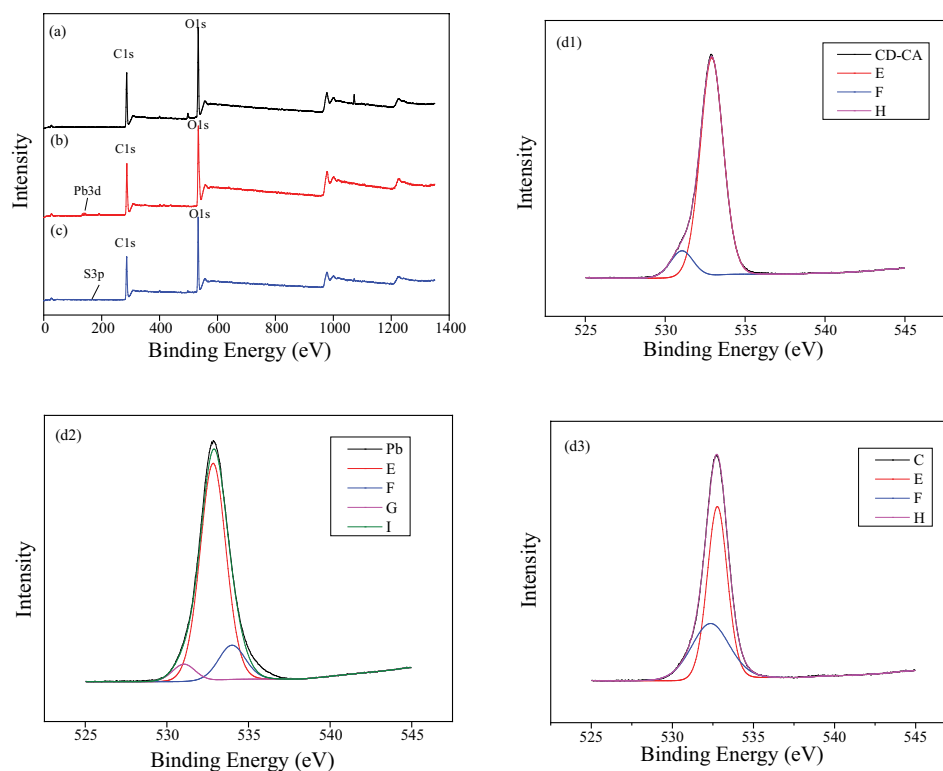 (a)
C1s
O1s
(b)
C1s
O1s
Pb3d
(c)
C1s
O1s
S3p
Intensity
0 200 400 600 800 1000 1200 1400
Binding Energy (eV)
(d1)
CD-CA
E
F
H
Intensity
525 530 535 540 545
Binding Energy (eV)
(d2)
Pb
E
F
G
I
Intensity
525 530 535 540 545
Binding Energy (eV)
(d3)
C
E
F
H
Intensity
525 530 535 540 545
Binding Energy (eV)